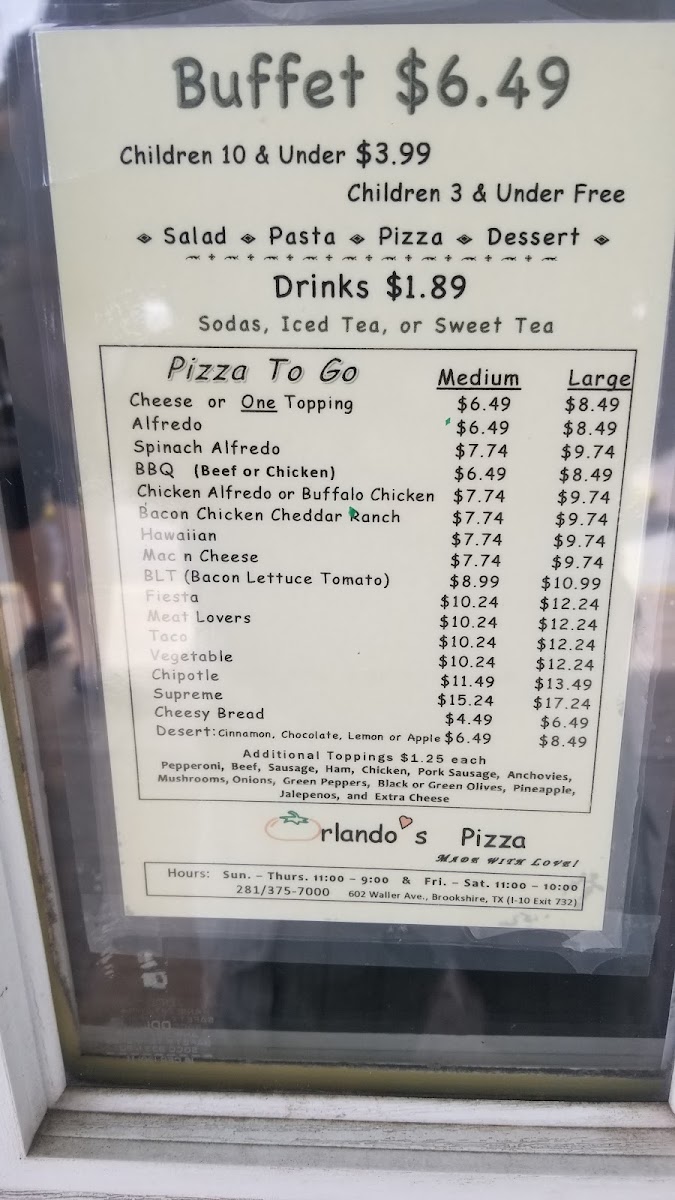 Buffet $6.49
Children 10 & Under $3.99
Children 3 & Under Free
Salad Pasta Pizza Dessert
Drinks $1.89
Sodas, Iced Tea, or Sweet Tea
Pizza To Go Medium Large
Cheese or One Topping $6.49 $8.49
Alfredo $6.49 $8.49
Spinach Alfredo $7.74 $9.74
BBQ (Beef or Chicken) $6.49 $8.49
Chicken Alfredo or Buffalo Chicken $7.74 $9.74
Bacon Chicken Cheddar Ranch $7.74 $9.74
Hawaiian $7.74 $9.74
Mac n Cheese $7.74 $9.74
BLT (Bacon Lettuce Tomato) $8.99 $10.99
Fiesta $10.24 $12.24
Meat Lovers $10.24 $12.24
Taco $10.24 $12.24
Vegetable $10.24 $12.24
Chipotle $11.49 $13.49
Supreme $15.24 $17.24
Cheesy Bread $4.49 $6.49
Desert: Cinnamon, Chocolate, Lemon or Apple $6.49 $8.49
Additional Toppings $1.25 each
Pepperoni, Beef, Sausage, Ham, Chicken, Pork Sausage, Anchovies,
Mushrooms, Onions, Green Peppers, Black or Green Olives, Pineapple,
Jalepenos, and Extra Cheese
Orlando's Pizza
MADE WITH LOVE!
Hours: Sun. – Thurs. 11:00 – 9:00 & Fri. – Sat. 11:00 – 10:00
281/375-7000 602 Waller Ave., Brookshire, TX (I-10 Exit 732)